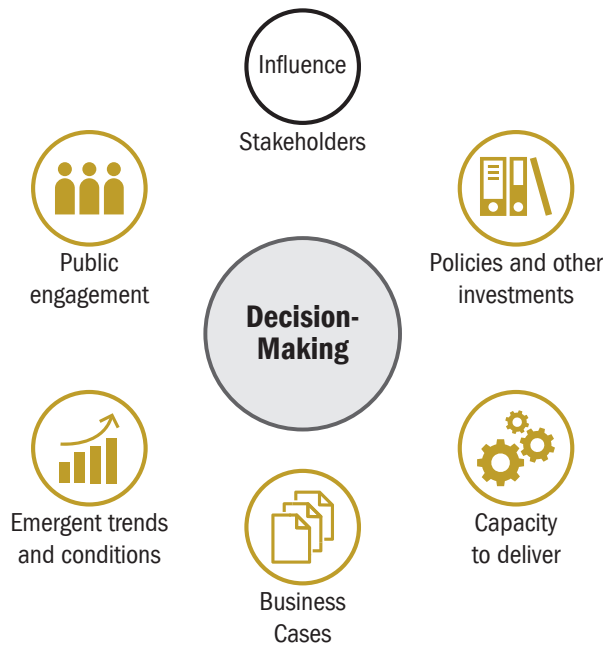 Influence
Stakeholders
Public
engagement
Policies and other
investments
Decision-
Making
Emergent trends
and conditions
Capacity
to deliver
Business
Cases